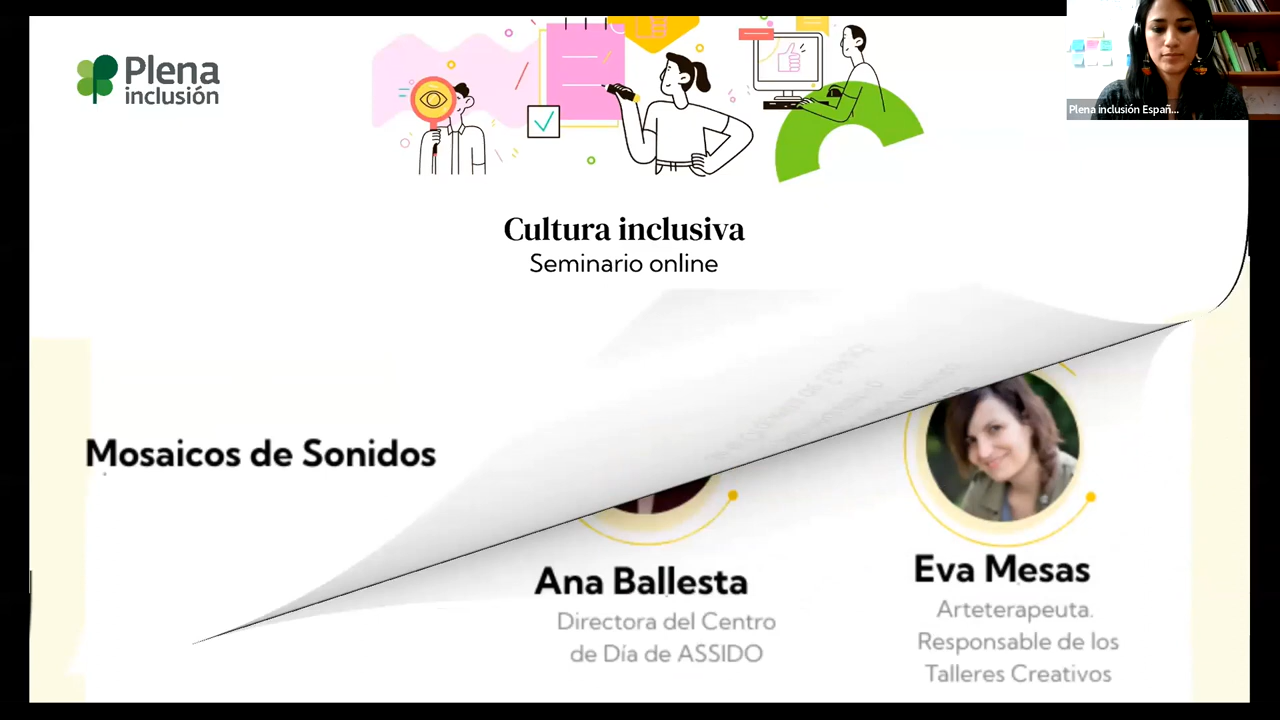 Plena
inclusión
Plena inclusión Españ...
Cultura inclusiva
Seminario online
Mosaicos de Sonidos
Ana Ballesta
Directora del Centro
de Día de ASSIDO
Eva Mesas
Arteterapeuta.
Responsable de los
Talleres Creativos